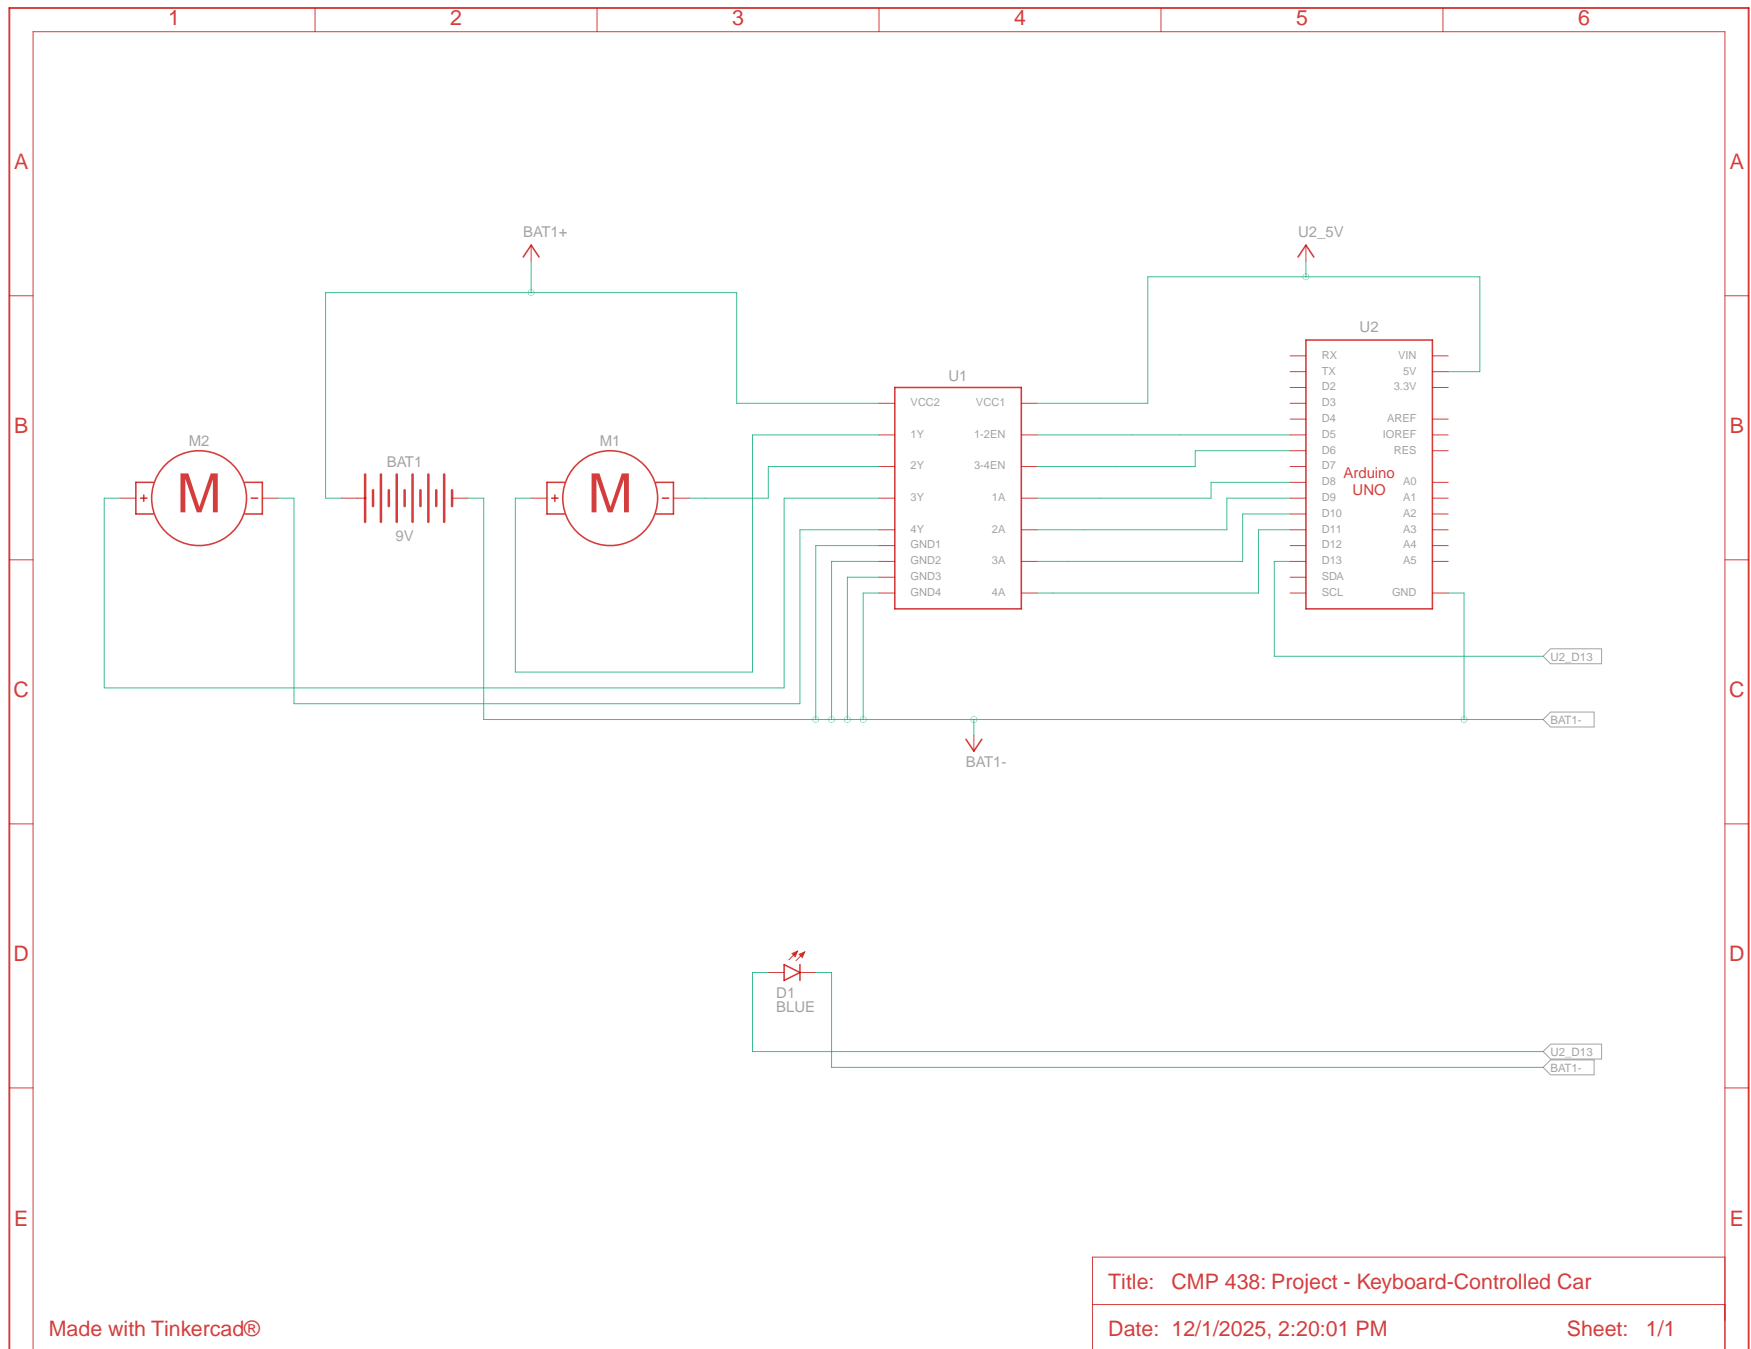 1 2 3 4 5 6
A A
BAT1+ U2_5V
U2
RX VIN
TX 5V
D2 3.3V
D3
D4 AREF
D5 IOREF
D6 RES
D7
Arduino
UNO
D8 A0
D9 A1
D10 A2
D11 A3
D12 A4
D13 A5
SDA
SCL GND
U1
VCC2 VCC1
1Y 1-2EN
2Y 3-4EN
3Y 1A
4Y 2A
GND1
GND2 3A
GND3
GND4 4A
B B
M2
M
+ -
BAT1
9V
M1
M
+ -
U2_D13
C C
BAT1-
BAT1-
D D
D1
BLUE
U2_D13
BAT1-
E E
Title: CMP 438: Project - Keyboard-Controlled Car
Made with Tinkercad®
Date: 12/1/2025, 2:20:01 PM Sheet: 1/1